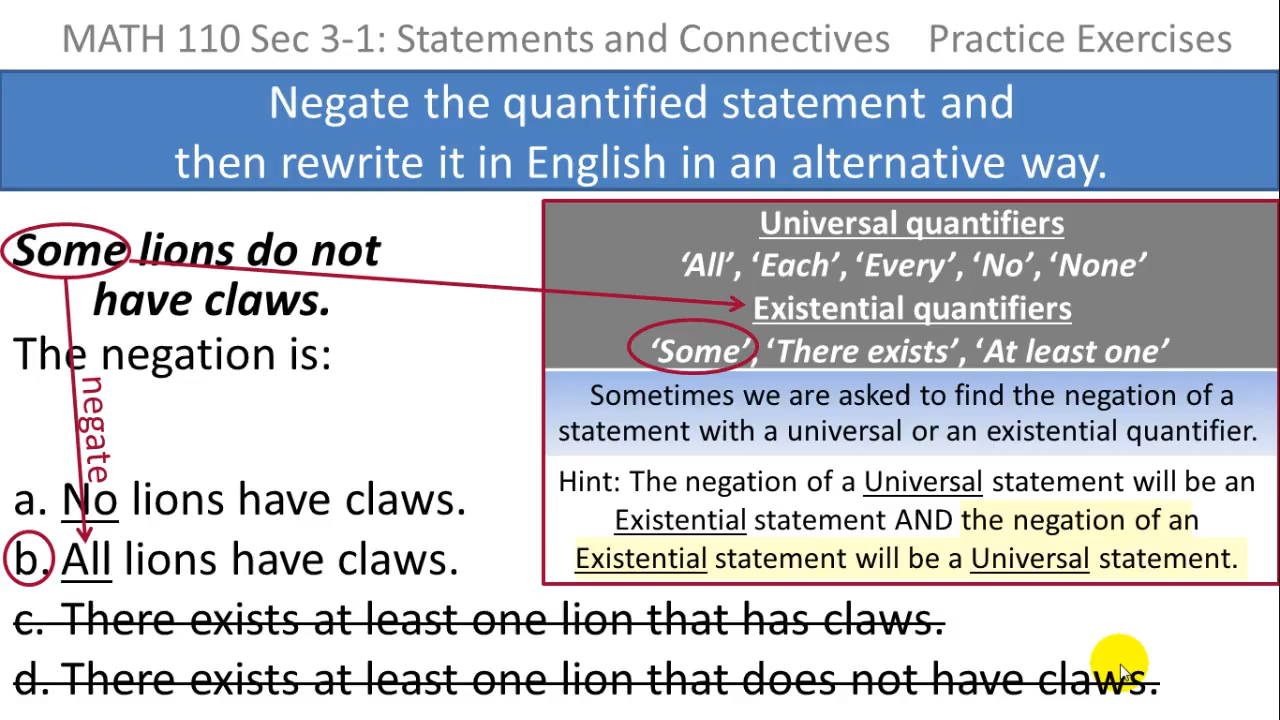 MATH 110 Sec 3-1: Statements and Connectives Practice Exercises
Negate the quantified statement and
then rewrite it in English in an alternative way.
Some lions do not
have claws.
The negation is:
negate
a. No lions have claws.
b. All lions have claws.
c. There exists at least one lion that has claws.
d. There exists at least one lion that does not have claws.
Universal quantifiers
‘All’, ‘Each’, ‘Every’, ‘No’, ‘None’
Existential quantifiers
‘Some’, ‘There exists’, ‘At least one’
Sometimes we are asked to find the negation of a
statement with a universal or an existential quantifier.
Hint: The negation of a Universal statement will be an
Existential statement AND the negation of an
Existential statement will be a Universal statement.